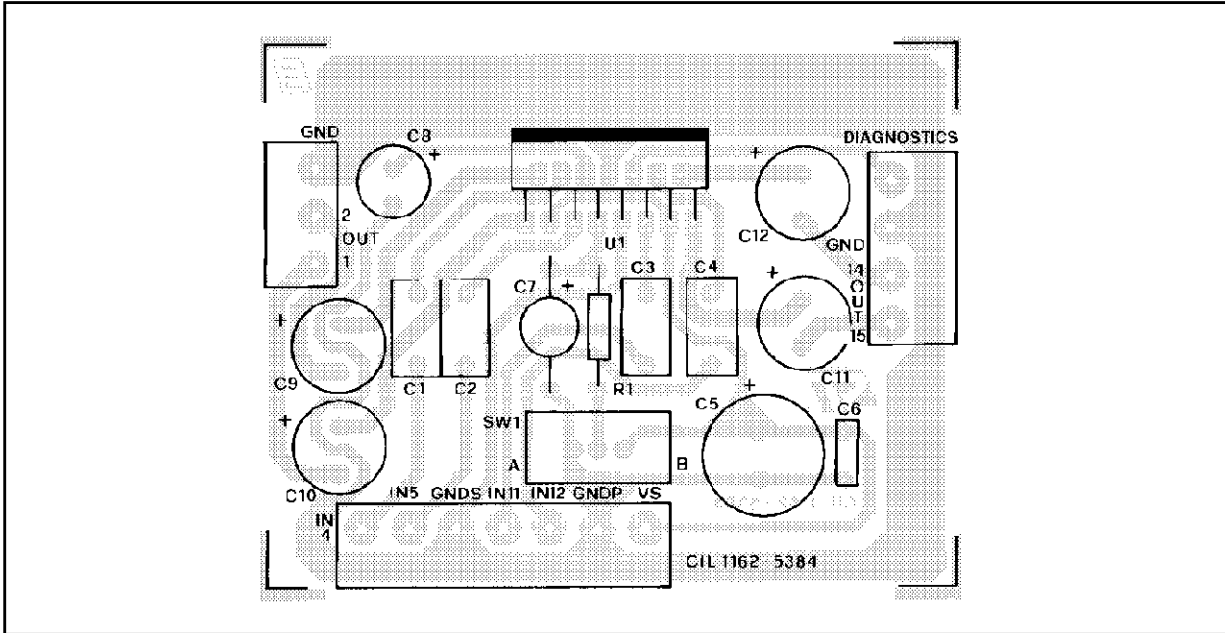 GND
C8
+
DIAGNOSTICS
+
2
OUT
1
U1
C12
GND
14
OUT
15
C7
+
C3
C4
+
+
C9
C1
C2
R1
C11
+
C5
C6
+
SW1
A
B
C10
IN5 GNDS IN11 IN12 GNDP VS
IN
4
CIL 1162 5384